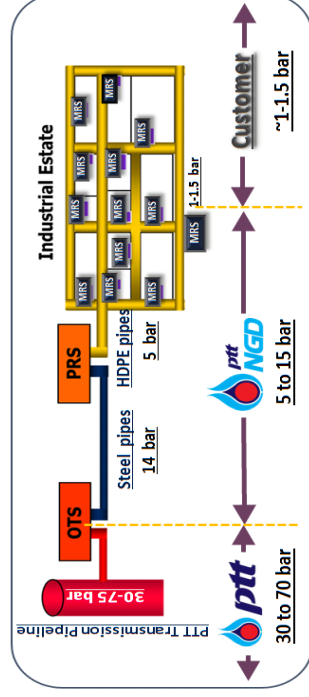 Industrial Estate
MRS
MRS
MRS
MRS
MRS
MRS
MRS
MRS
MRS
MRS
MRS
MRS
MRS
1-1.5 bar
PRS
HDPE pipes
5 bar
OTS
Steel pipes
14 bar
30-75 bar
PTT Transmission Pipeline
ptt
30 to 70 bar
ptt
NGD
5 to 15 bar
Customer
~1-1.5 bar